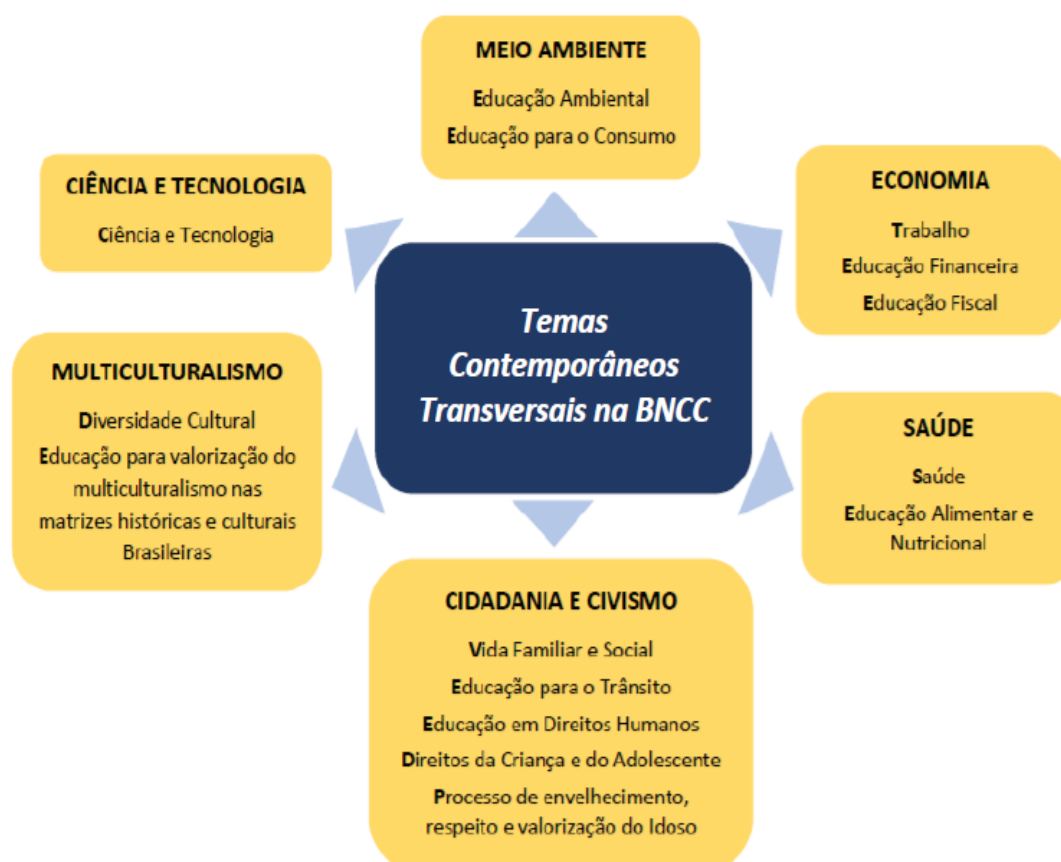 MEIO AMBIENTE
Educação Ambiental
Educação para o Consumo
CIÊNCIA E TECNOLOGIA
Ciência e Tecnologia
ECONOMIA
Trabalho
Educação Financeira
Educação Fiscal
Temas
Contemporâneos
Transversais na BNCC
MULTICULTURALISMO
Diversidade Cultural
Educação para valorização do
multiculturalismo nas
matrizes históricas e culturais
Brasileiras
SAÚDE
Saúde
Educação Alimentar e
Nutricional
CIDADANIA E CIVISMO
Vida Familiar e Social
Educação para o Trânsito
Educação em Direitos Humanos
Direitos da Criança e do Adolescente
Processo de envelhecimento,
respeito e valorização do Idoso